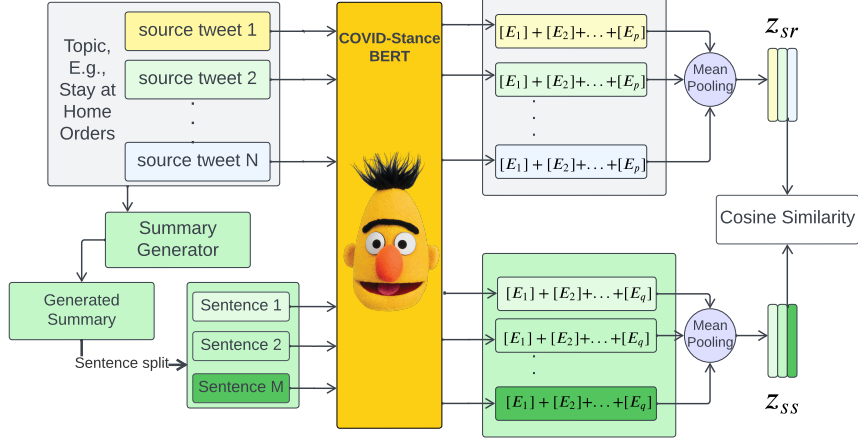 Topic,
E.g.,
Stay at
Home
Orders
source tweet 1
source tweet 2
source tweet N
COVID-Stance
BERT
[E₁] + [E₂]+...+[Eₚ]
[E₁] + [E₂]+...+[Eₚ]
[E₁] + [E₂]+...+[Eₚ]
Mean
Pooling
z_sr
Cosine Similarity
Summary
Generator
Generated
Summary
Sentence split
Sentence 1
Sentence 2
Sentence M
[E₁] + [E₂]+...+[E_q]
[E₁] + [E₂]+...+[E_q]
[E₁] + [E₂]+...+[E_q]
Mean
Pooling
z_ss